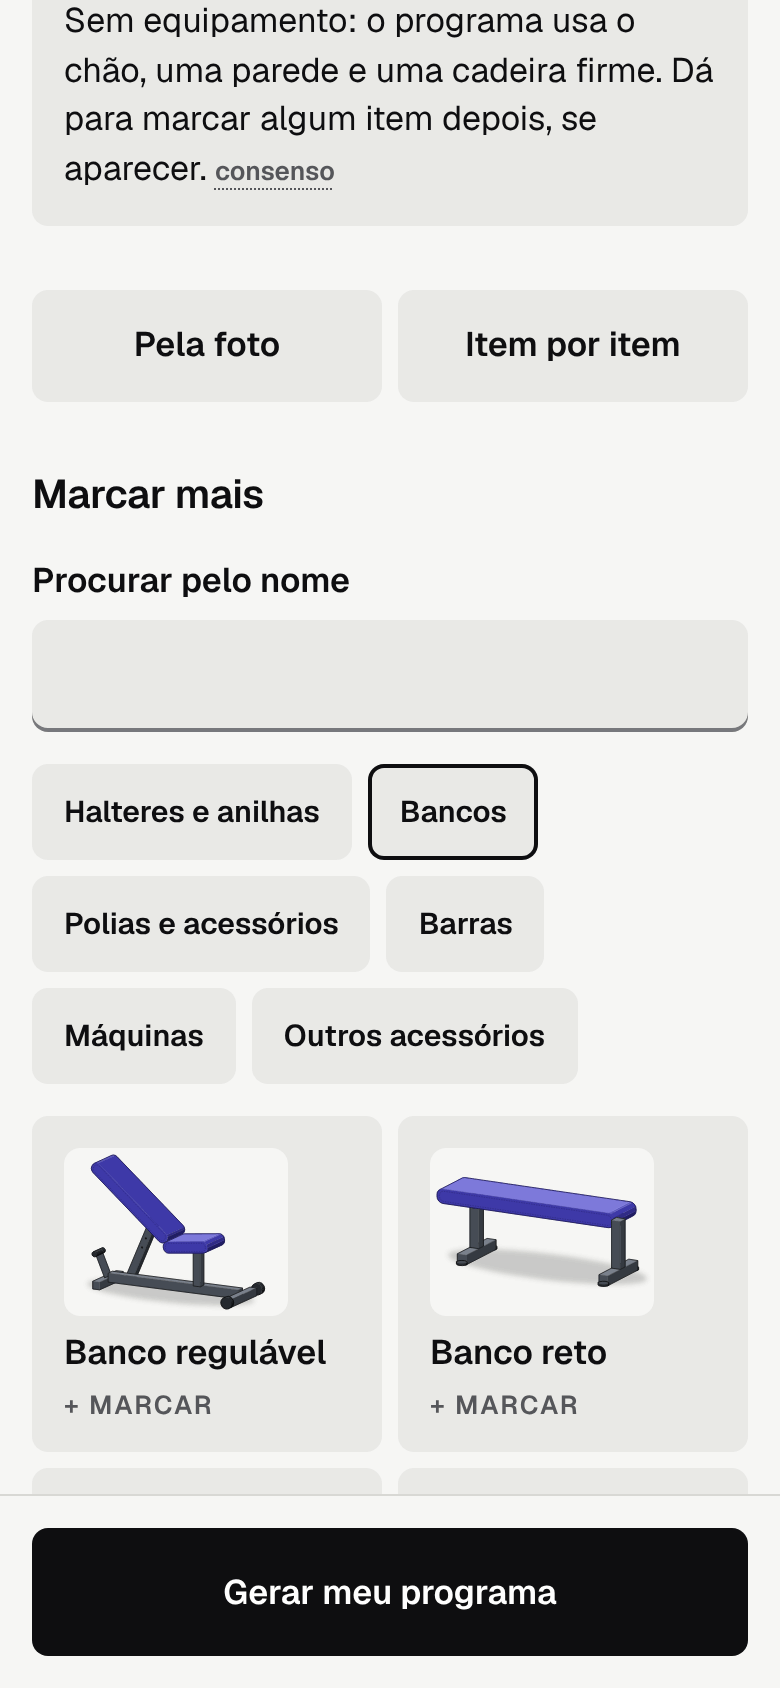 Sem equipamento: o programa usa o
chão, uma parede e uma cadeira firme. Dá
para marcar algum item depois, se
aparecer. consenso
Pela foto
Item por item
Marcar mais
Procurar pelo nome
Halteres e anilhas
Bancos
Polias e acessórios
Barras
Máquinas
Outros acessórios
Banco regulável
+ MARCAR
Banco reto
+ MARCAR
Gerar meu programa